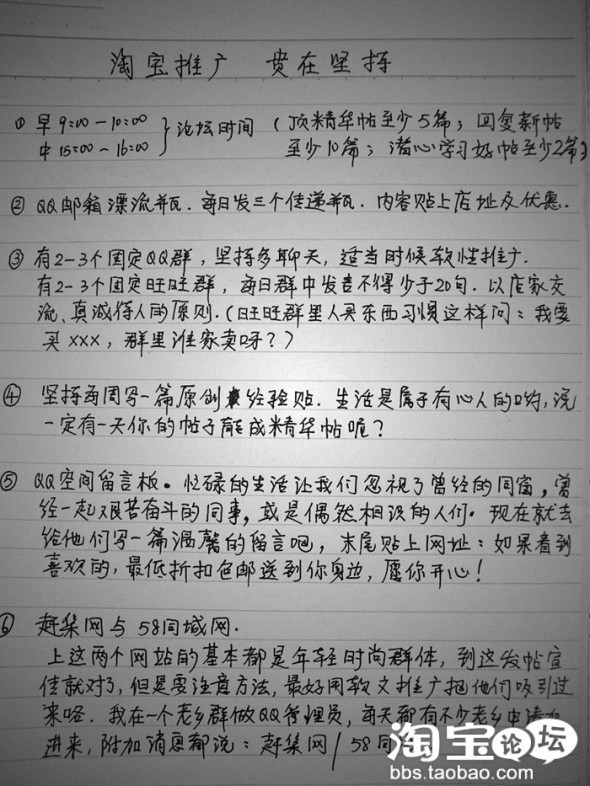 淘宝推广 贵在坚持
① 早9:00—10:00 } 论坛时间 (顶精华帖至少5篇; 回复新帖
中15:00—16:00 至少10篇; 潜心学习好帖至少2篇)
② QQ邮箱漂流瓶. 每日发三个传递瓶. 内容贴上店址及优惠.
③ 有2-3个固定QQ群, 坚持多聊天, 适当时候软性推广.
有2-3个固定旺旺群, 每日群中发言不得少于20句. 以店家交
流、真诚待人的原则. (旺旺群里人买东西习惯这样问: 我要
买xxx, 群里谁家卖呀??)
④ 坚持每周写一篇原创经验贴. 生活是属于有心人的哟, 说
一定有一天你的帖子能成精华帖呢?
⑤ QQ空间留言板。忙碌的生活让我们忽视了曾经的同窗, 曾
经一起艰苦奋斗的同事, 或是偶然相识的人们。现在就去
给他们写一篇温馨的留言吧, 末尾贴上网址: 如果看到
喜欢的, 最低折扣包邮送到你身边, 愿你开心!
⑥ 赶集网与58同城网.
上这两个网站的基本都是年轻时尚群体, 到这发帖宣
传就对了, 但是要注意方法, 最好用软文推广把他们吸引过
来咯. 我在一个老乡群做QQ管理员, 每天都有不少老乡申请加
进来, 附加消息都说: 赶集网/58同
淘宝论坛
bbs.taobao.com